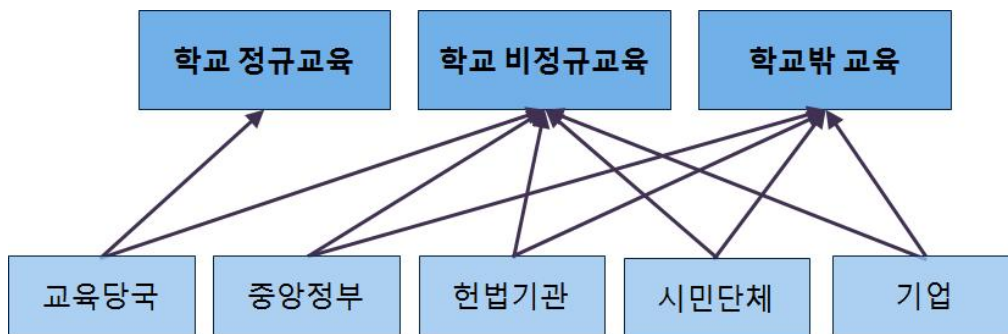 학교 정규교육
학교 비정규교육
학교밖 교육
교육당국
중앙정부
헌법기관
시민단체
기업